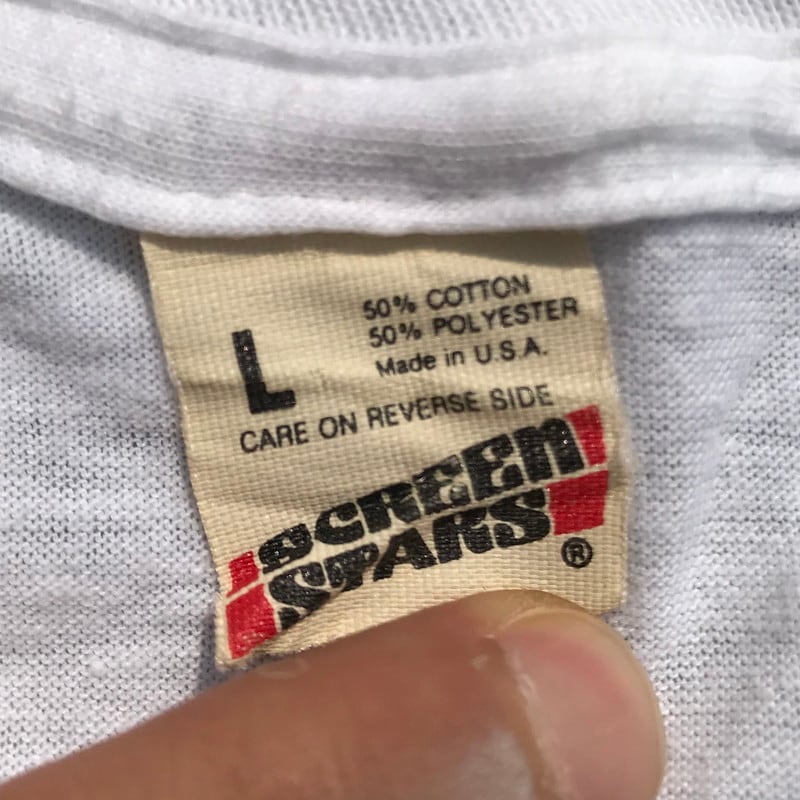 50% COTTON
50% POLYESTER
L
Made in U.S.A.
CARE ON REVERSE SIDE
SCREEN
STARS
®